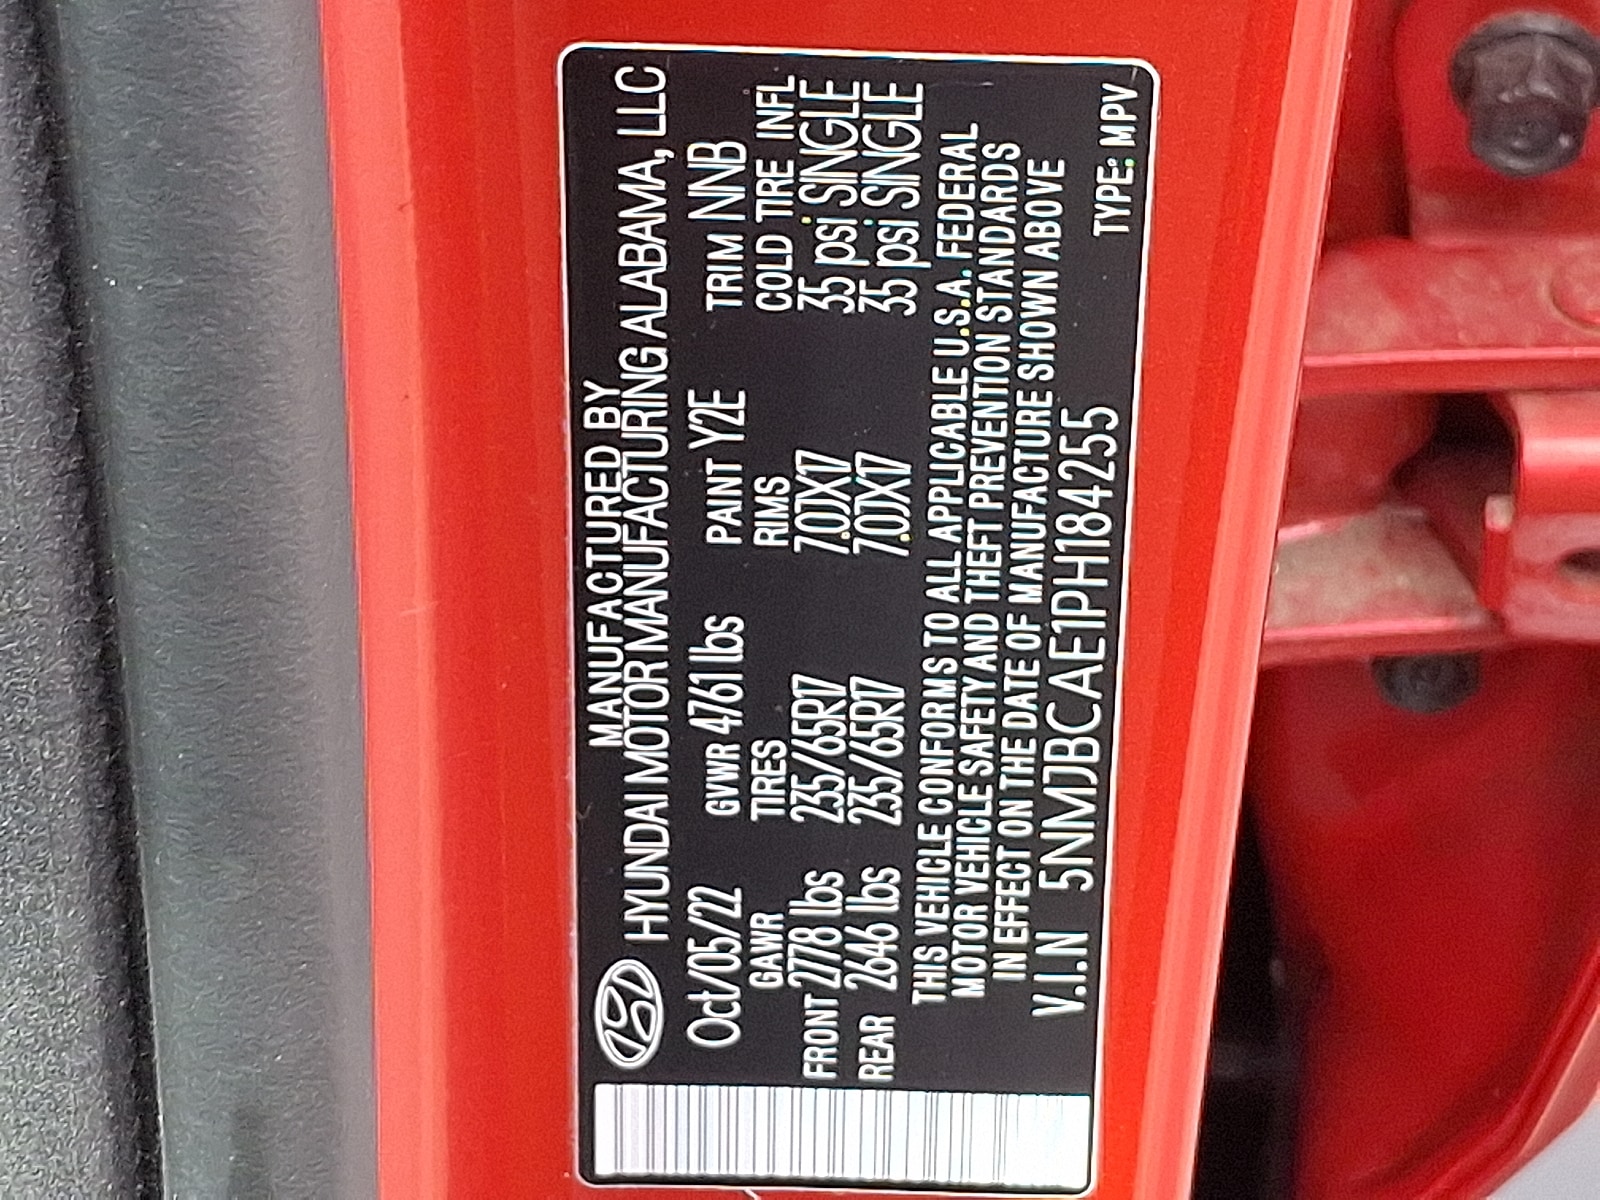 MANUFACTURED BY
HYUNDAI MOTOR MANUFACTURING ALABAMA, LLC
Oct/05/22 GVWR 4761 lbs PAINT Y2E TRIM NNB
GAWR TIRES RIMS COLD TIRE INFL
FRONT 2778 lbs 235/65R17 7.0JX17 35 psi SINGLE
REAR 2646 lbs 235/65R17 7.0JX17 35 psi SINGLE
THIS VEHICLE CONFORMS TO ALL APPLICABLE U.S.A. FEDERAL
MOTOR VEHICLE SAFETY AND THEFT PREVENTION STANDARDS
IN EFFECT ON THE DATE OF MANUFACTURE SHOWN ABOVE
V.I.N 5NMJBCAE1PH184255 TYPE: MPV